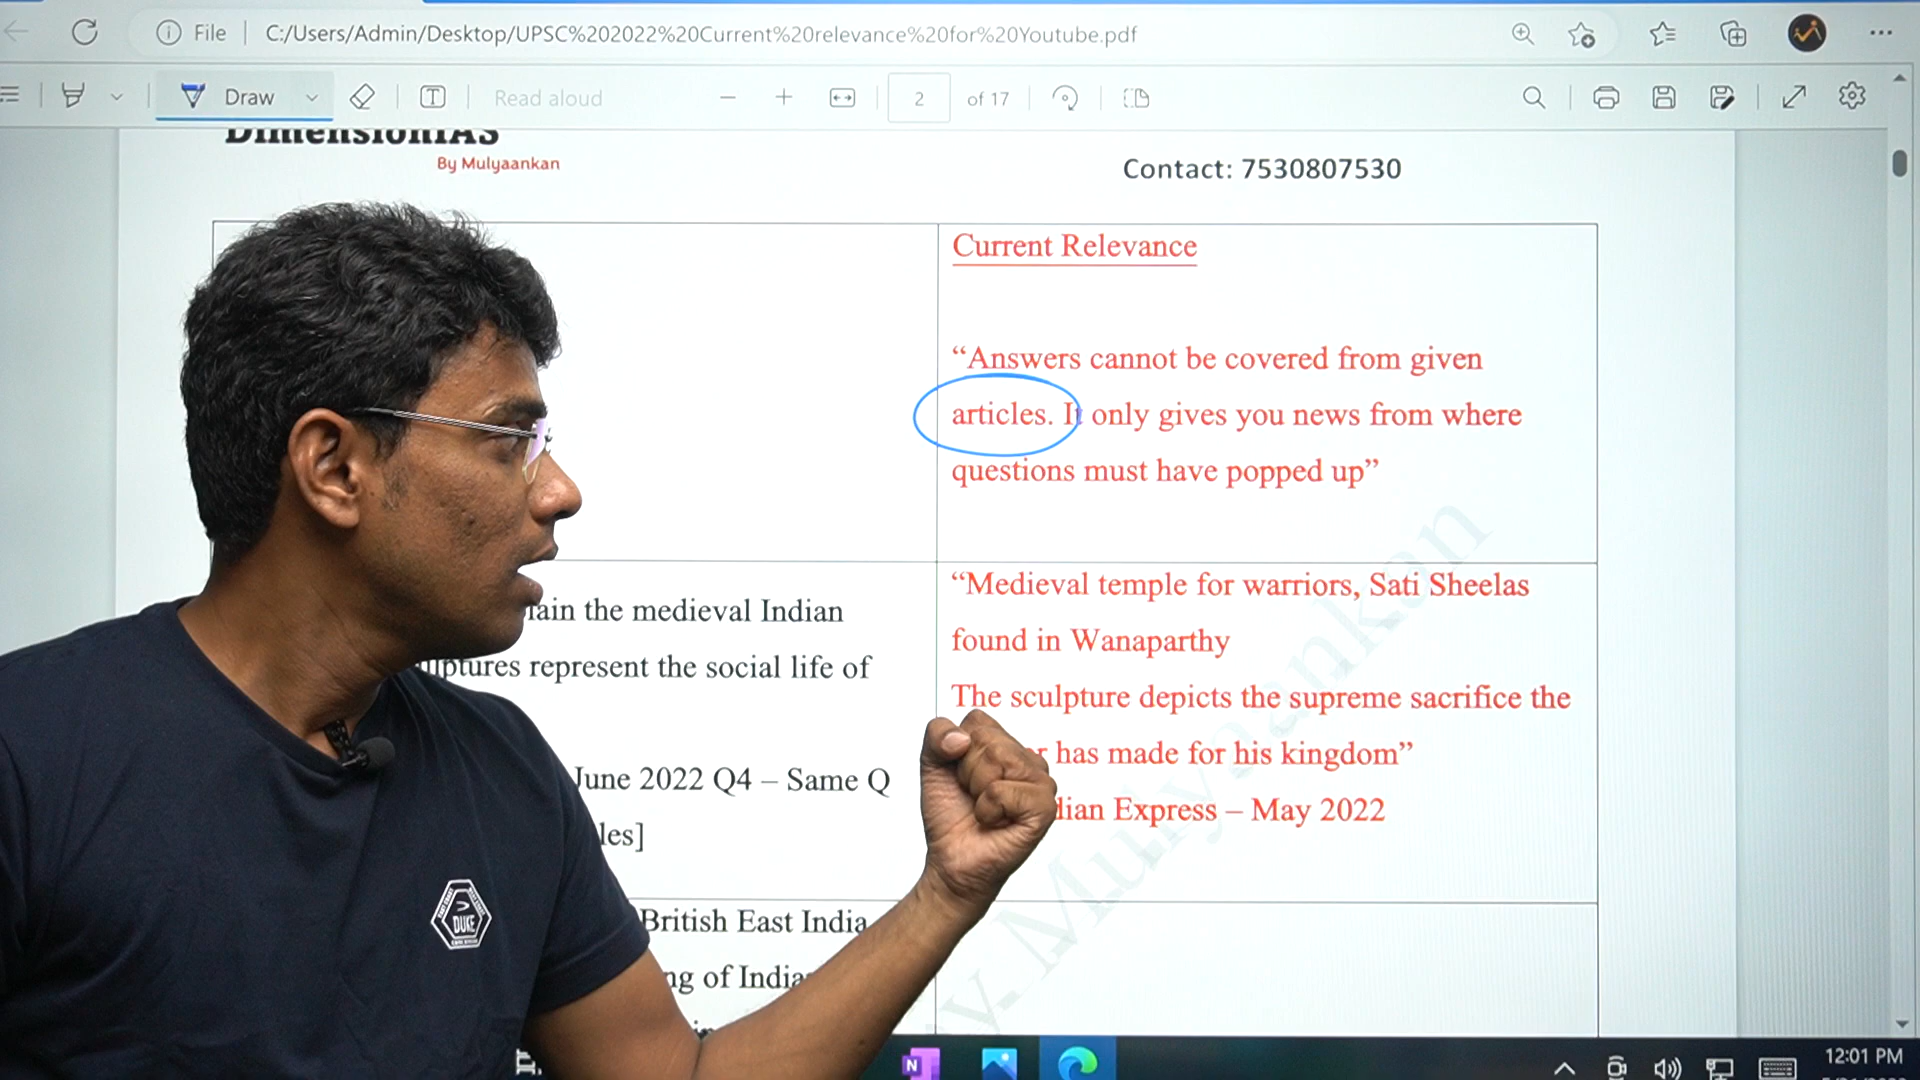 File
C:/Users/Admin/Desktop/UPSC%202022%20Current%20relevance%20for%20Youtube.pdf
Draw
Read aloud
2 of 17
DimensionIAS
By Mulyaankan
Contact: 7530807530
Current Relevance
“Answers cannot be covered from given
articles. It only gives you news from where
questions must have popped up”
lain the medieval Indian
ptures represent the social life of
June 2022 Q4 – Same Q
les]
“Medieval temple for warriors, Sati Sheelas
found in Wanaparthy
The sculpture depicts the supreme sacrifice the
has made for his kingdom”
dian Express – May 2022
British East India
ng of India
Mulyaankan
DUKE
N
12:01 PM